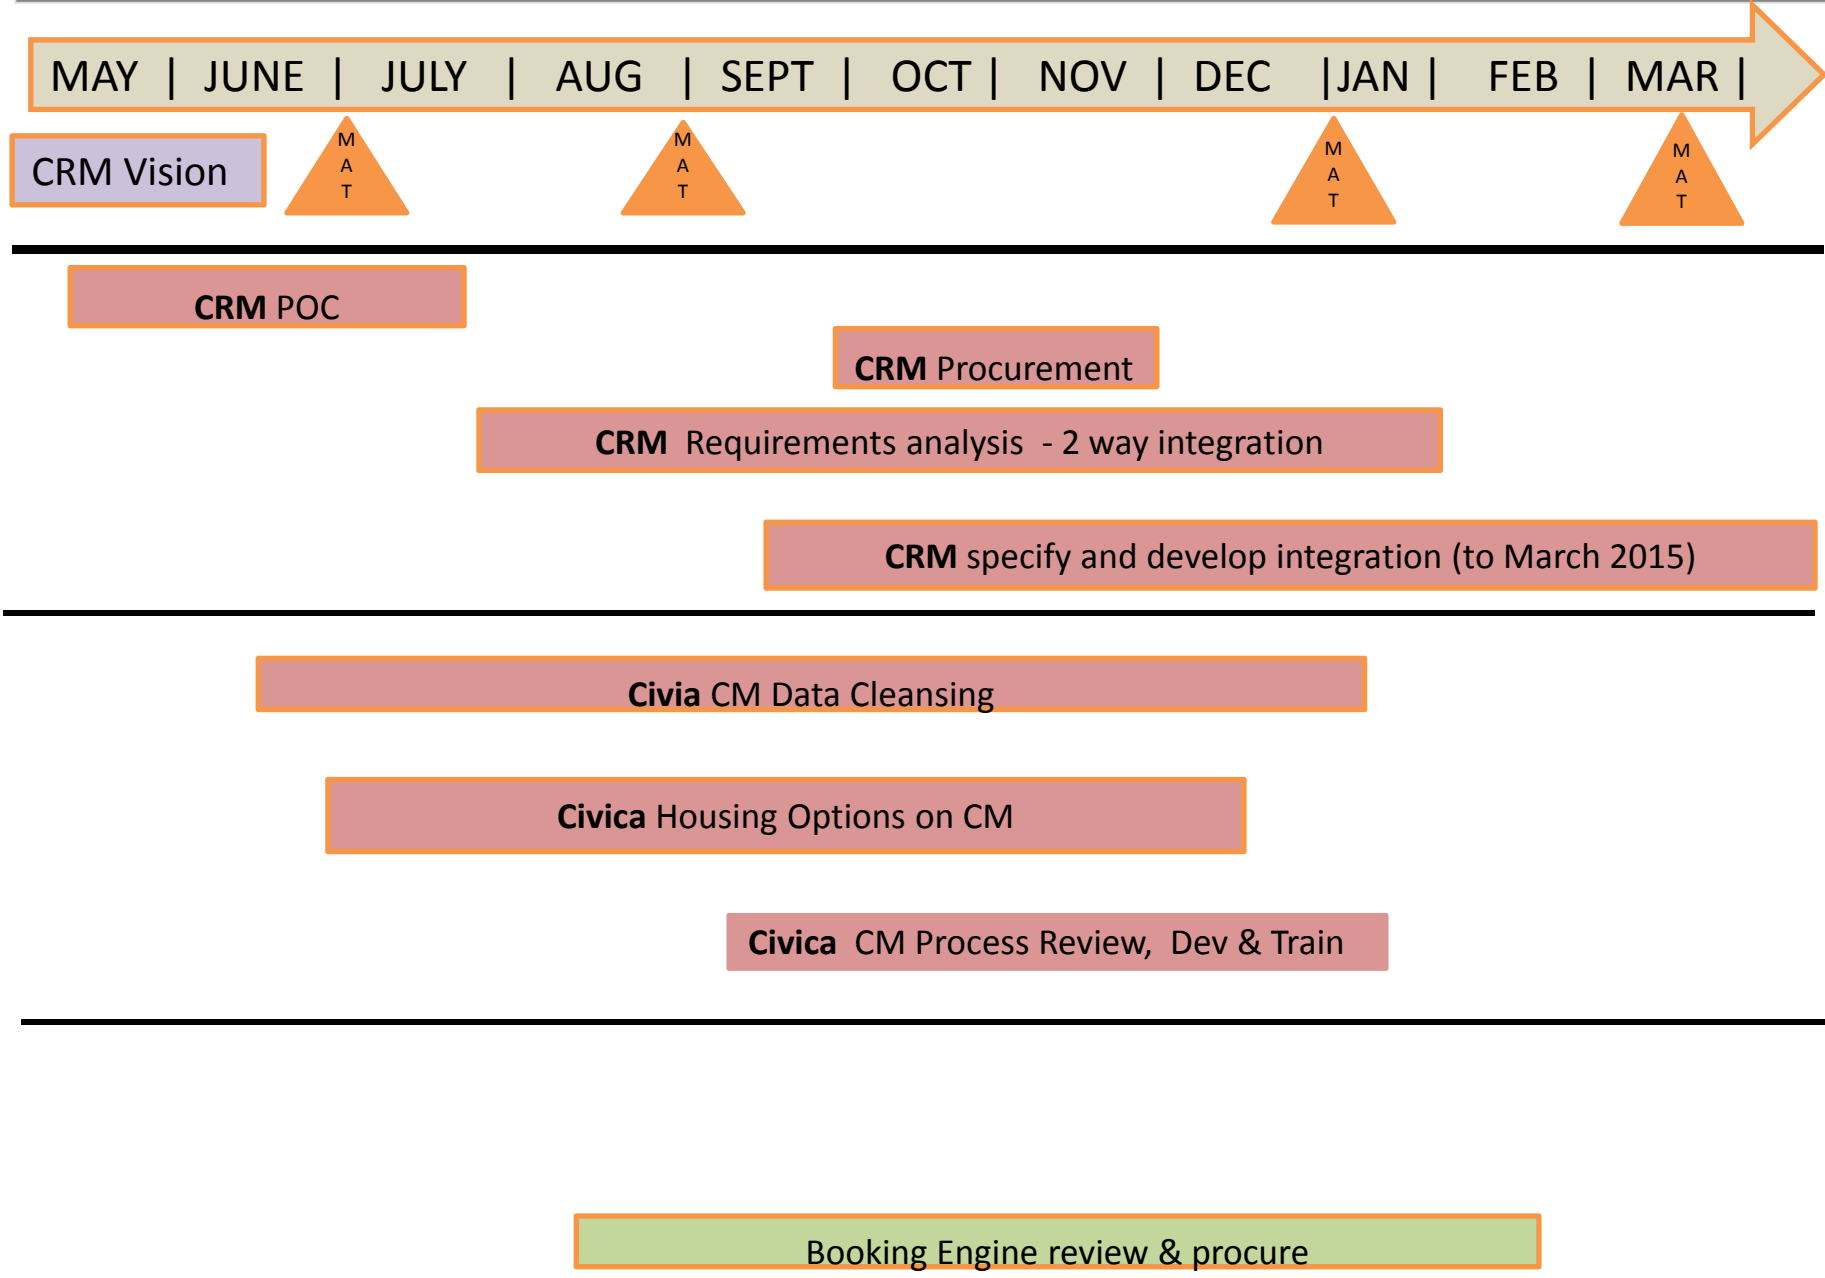 MAY | JUNE | JULY | AUG | SEPT | OCT | NOV | DEC | JAN | FEB | MAR |
CRM Vision
M
A
T
M
A
T
M
A
T
M
A
T
CRM POC
CRM Procurement
CRM Requirements analysis - 2 way integration
CRM specify and develop integration (to March 2015)
Civia CM Data Cleansing
Civica Housing Options on CM
Civica CM Process Review, Dev & Train
Booking Engine review & procure